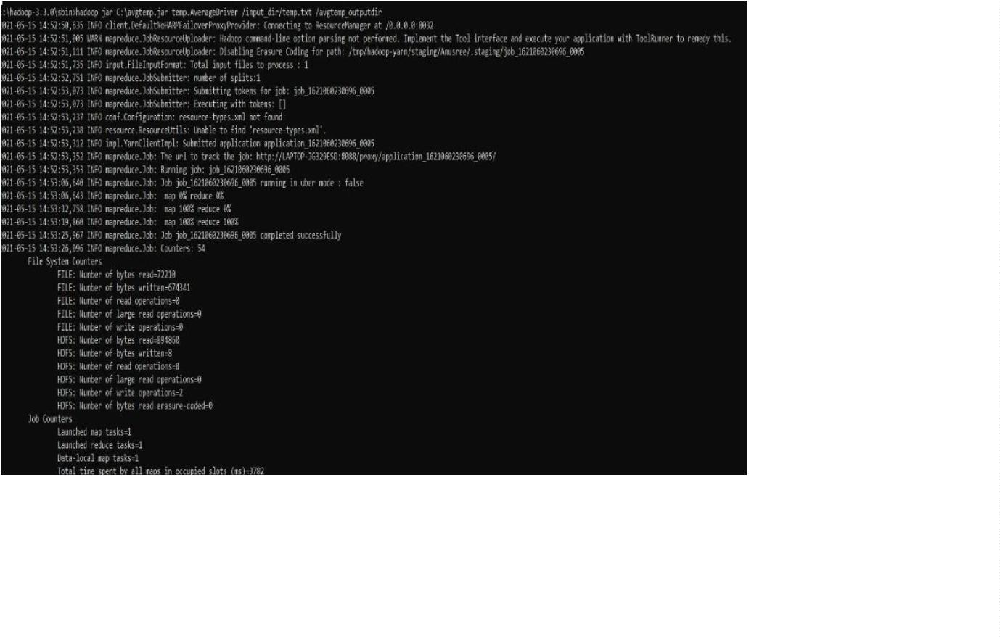 :\hadoop-3.3.0\sbin>hadoop jar C:\avgtemp.jar temp.AverageDriver /input_dir/temp.txt /avgtemp_outputdir
2021-05-15 14:52:50,635 INFO client.DefaultNoHARMFailoverProxyProvider: Connecting to ResourceManager at /0.0.0.0:8032
2021-05-15 14:52:51,005 WARN mapreduce.JobResourceUploader: Hadoop command-line option parsing not performed. Implement the Tool interface and execute your application with ToolRunner to remedy this.
2021-05-15 14:52:51,111 INFO mapreduce.JobResourceUploader: Disabling Erasure Coding for path: /tmp/hadoop-yarn/staging/Anusree/.staging/job_1621060230696_0005
2021-05-15 14:52:51,735 INFO input.FileInputFormat: Total input files to process : 1
2021-05-15 14:52:52,751 INFO mapreduce.JobSubmitter: number of splits:1
2021-05-15 14:52:53,073 INFO mapreduce.JobSubmitter: Submitting tokens for job: job_1621060230696_0005
2021-05-15 14:52:53,073 INFO mapreduce.JobSubmitter: Executing with tokens: []
2021-05-15 14:52:53,237 INFO conf.Configuration: resource-types.xml not found
2021-05-15 14:52:53,238 INFO resource.ResourceUtils: Unable to find 'resource-types.xml'.
2021-05-15 14:52:53,312 INFO impl.YarnClientImpl: Submitted application application_1621060230696_0005
2021-05-15 14:52:53,352 INFO mapreduce.Job: The url to track the job: http://LAPTOP-JG329ESD:8088/proxy/application_1621060230696_0005/
2021-05-15 14:52:53,353 INFO mapreduce.Job: Running job: job_1621060230696_0005
2021-05-15 14:53:06,640 INFO mapreduce.Job: Job job_1621060230696_0005 running in uber mode : false
2021-05-15 14:53:06,643 INFO mapreduce.Job:  map 0% reduce 0%
2021-05-15 14:53:12,758 INFO mapreduce.Job:  map 100% reduce 0%
2021-05-15 14:53:19,860 INFO mapreduce.Job:  map 100% reduce 100%
2021-05-15 14:53:25,967 INFO mapreduce.Job: Job job_1621060230696_0005 completed successfully
2021-05-15 14:53:26,096 INFO mapreduce.Job: Counters: 54
File System Counters
FILE: Number of bytes read=72210
FILE: Number of bytes written=674341
FILE: Number of read operations=0
FILE: Number of large read operations=0
FILE: Number of write operations=0
HDFS: Number of bytes read=894860
HDFS: Number of bytes written=8
HDFS: Number of read operations=8
HDFS: Number of large read operations=0
HDFS: Number of write operations=2
HDFS: Number of bytes read erasure-coded=0
Job Counters
Launched map tasks=1
Launched reduce tasks=1
Data-local map tasks=1
Total time spent by all maps in occupied slots (ms)=3782